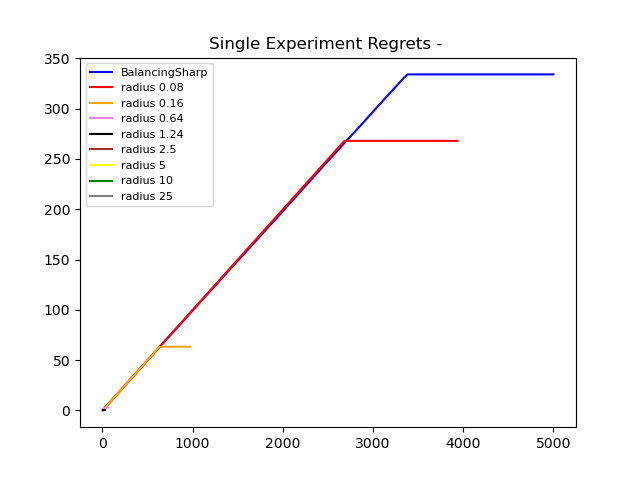 Single Experiment Regrets -
350
300
250
200
150
100
50
0
BalancingSharp
radius 0.08
radius 0.16
radius 0.64
radius 1.24
radius 2.5
radius 5
radius 10
radius 25
0 1000 2000 3000 4000 5000